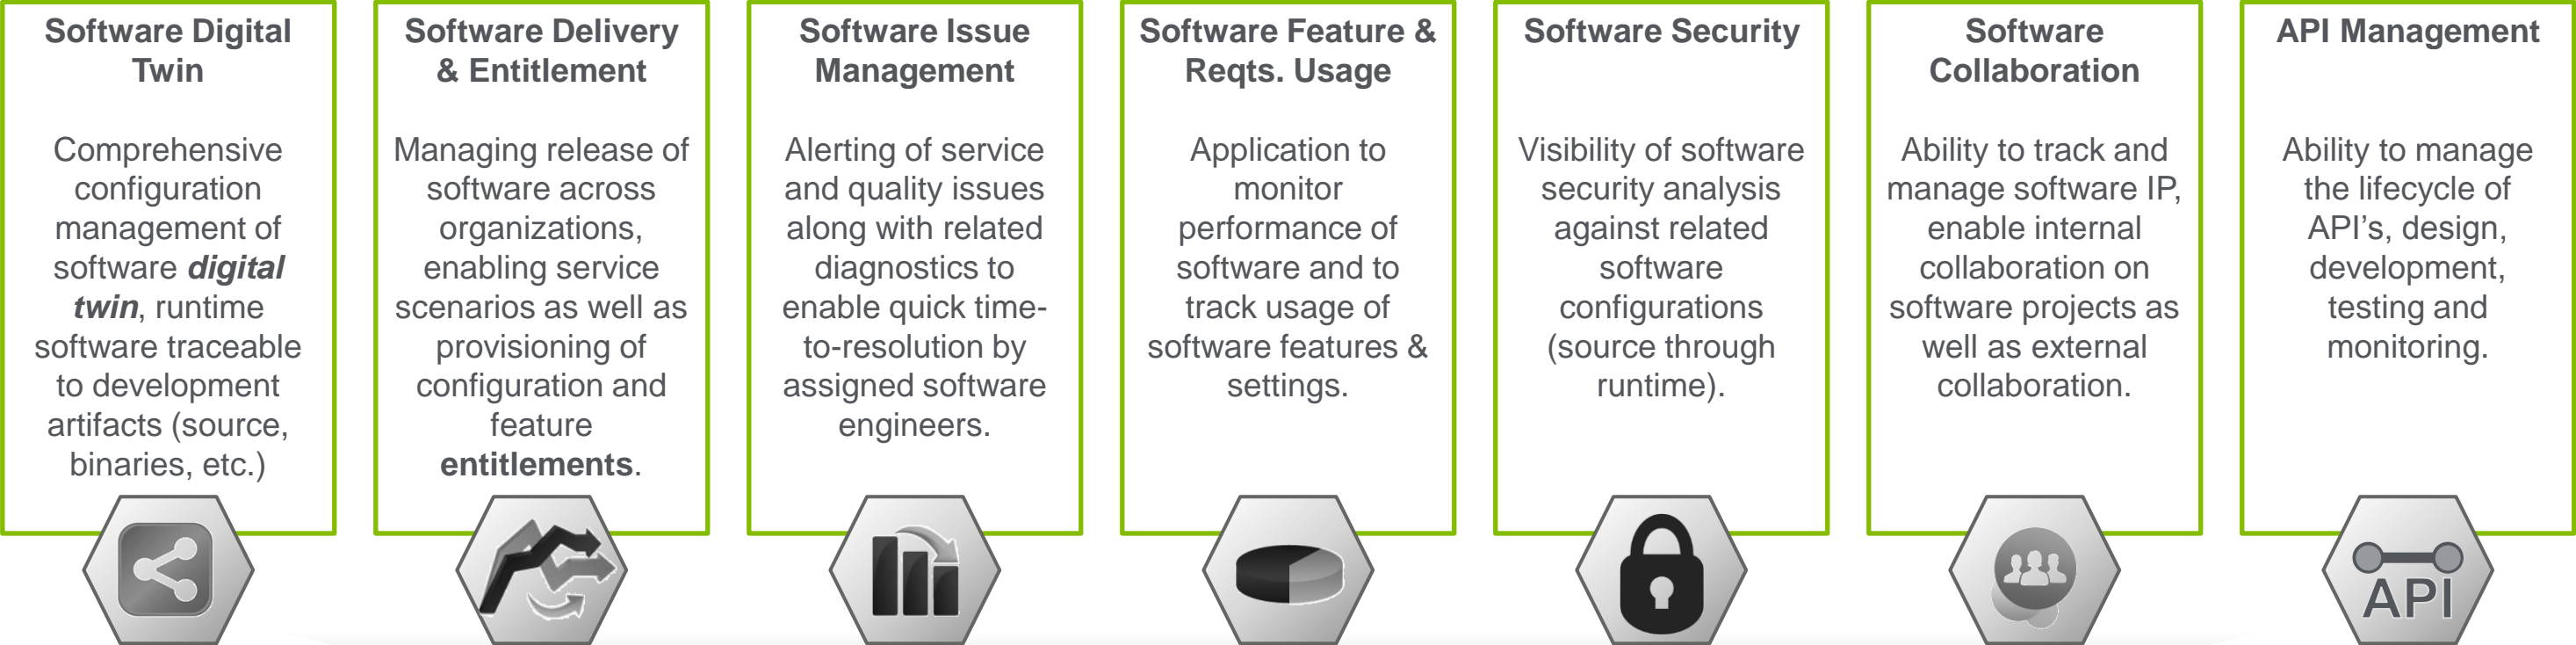 Software Digital
Twin
Comprehensive
configuration
management of
software digital
twin, runtime
software traceable
to development
artifacts (source,
binaries, etc.)
Software Delivery
& Entitlement
Managing release of
software across
organizations,
enabling service
scenarios as well as
provisioning of
configuration and
feature
entitlements.
Software Issue
Management
Alerting of service
and quality issues
along with related
diagnostics to
enable quick time-
to-resolution by
assigned software
engineers.
Software Feature &
Reqts. Usage
Application to
monitor
performance of
software and to
track usage of
software features &
settings.
Software Security
Visibility of software
security analysis
against related
software
configurations
(source through
runtime).
Software
Collaboration
Ability to track and
manage software IP,
enable internal
collaboration on
software projects as
well as external
collaboration.
API Management
Ability to manage
the lifecycle of
API's, design,
development,
testing and
monitoring.
API